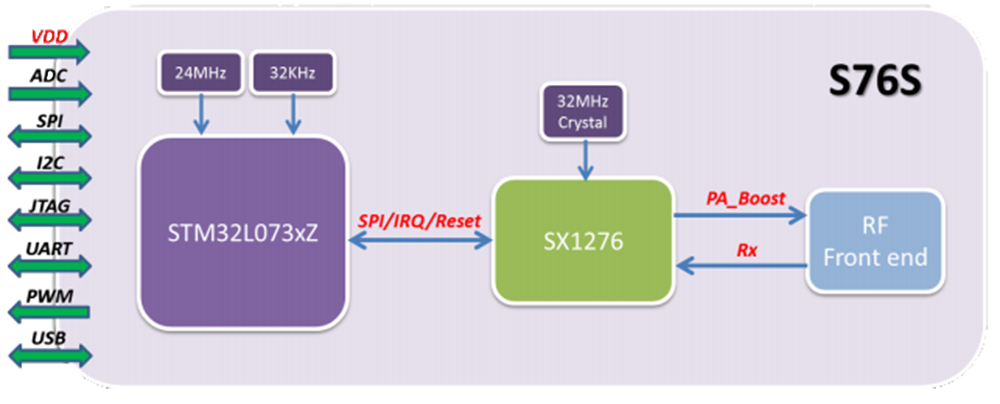 VDD
ADC
SPI
I2C
JTAG
UART
PWM
USB
24MHz
32KHz
STM32L073xZ
SPI/IRQ/Reset
32MHz
Crystal
SX1276
PA_Boost
Rx
RF
Front end
S76S